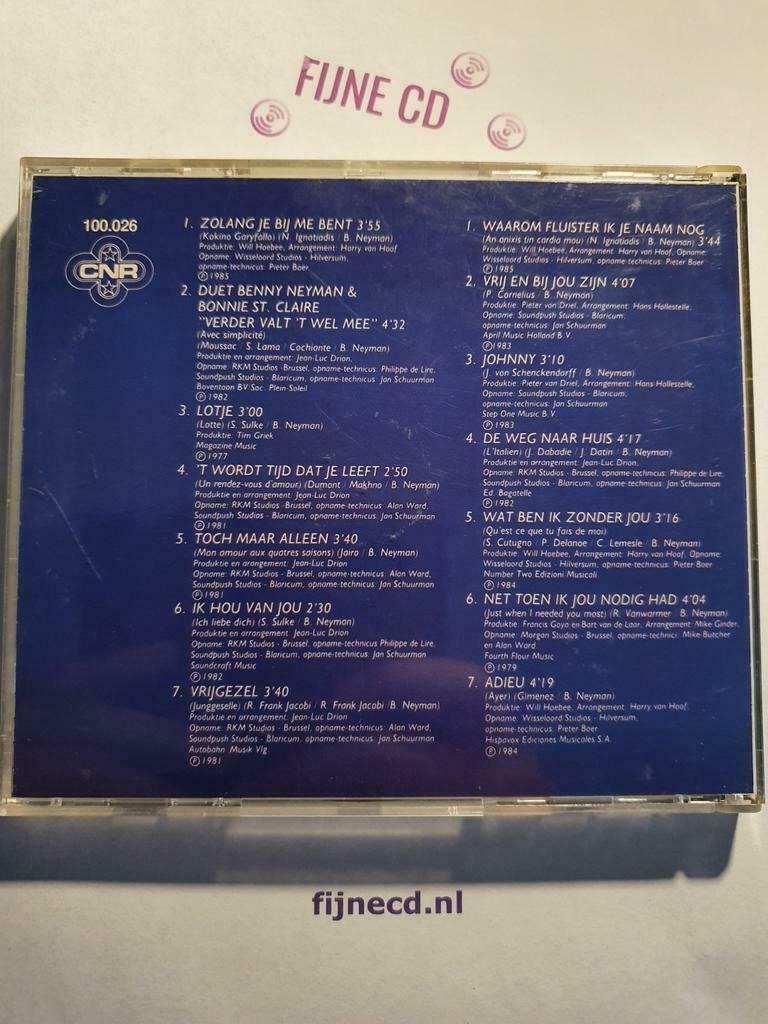 FIJNE CD
100.026
CNR
1. ZOLANG JE BIJ ME BENT 3'55
(Kokino Garyfallo) (N. Ignatiadis / B. Neyman)
Produktie: Will Hoebee, Arrangement: Harry van Hoof
Opname: Wisseloord Studios - Hilversum,
opname-technicus: Pieter Boer
℗ 1985
2. DUET BENNY NEYMAN &
BONNIE ST. CLAIRE
"VERDER VALT 'T WEL MEE" 4'32
(Avec simplicité)
(Moussac / S. Lama / Cochiante / B. Neyman)
Produktie en arrangement: Jean-Luc Drion,
Opname: RKM Studios - Brussel, opname-technicus: Philippe de Lire,
Soundpush Studios - Blaricum, opname-technicus: Jan Schuurman
Boventoon BV Soc. Plein-Soleil
℗ 1982
3. LOTJE 3'00
(Lotte) (S. Sulke / B. Neyman)
Produktie: Tim Griek
Magazine Music
℗ 1977
4. 'T WORDT TIJD DAT JE LEEFT 2'50
(Un rendez-vous d'amour) (Dumont / Makhno / B. Neyman)
Produktie en arrangement: Jean-Luc Drion
Opname: RKM Studios - Brussel, opname-technicus: Alan Ward,
Soundpush Studios - Blaricum, opname-technicus: Jan Schuurman
℗ 1981
5. TOCH MAAR ALLEEN 3'40
(Mon amour aux quatres saisons) (Jairo / B. Neyman)
Produktie en arrangement: Jean-Luc Drion
Opname: RKM Studios - Brussel, opname-technicus: Alan Ward,
Soundpush Studios - Blaricum, opname-technicus: Jan Schuurman
℗ 1981
6. IK HOU VAN JOU 2'30
(Ich liebe dich) (S. Sulke / B. Neyman)
Produktie en arrangement: Jean-Luc Drion
Opname: RKM Studios - Brussel, opname-technicus Philippe de Lire,
Soundpush Studios - Blaricum, opname-technicus: Jan Schuurman
Soundcraft Music
℗ 1982
7. VRIJGEZEL 3'40
(Junggeselle) (R. Frank Jacobi / R. Frank Jacobi / B. Neyman)
Produktie en arrangement: Jean-Luc Drion
Opname: RKM Studios - Brussel, opname-technicus: Alan Ward,
Soundpush Studios - Blaricum, opname-technicus: Jan Schuurman
Autobahn Musik Vlg.
℗ 1981
1. WAAROM FLUISTER IK JE NAAM NOG
(An anixis tin cardia mou) (N. Ignatiadis / B. Neyman) 3'44
Produktie: Will Hoebee, Arrangement: Harry van Hoof, Opname:
Wisseloord Studios - Hilversum, opname-technicus: Pieter Boer
℗ 1985
2. VRIJ EN BIJ JOU ZIJN 4'07
(P. Cornelius / B. Neyman)
Produktie: Pieter van Driel, Arrangement: Hans Hollestelle,
Opname: Soundpush Studios - Blaricum,
opname-technicus: Jan Schuurman
April Music Holland B.V.
℗ 1983
3. JOHNNY 3'10
(J. von Schenckendorff / B. Neyman)
Produktie: Pieter van Driel, Arrangement: Hans Hollestelle,
Opname: Soundpush Studios - Blaricum,
opname-technicus: Jan Schuurman
Step One Music B.V.
℗ 1983
4. DE WEG NAAR HUIS 4'17
(L'Italien) (J. Dabadie / J. Datin / B. Neyman)
Produktie en arrangement: Jean-Luc Drion,
Opname: RKM Studios - Brussel, opname-technicus: Philippe de Lire,
Soundpush Studios - Blaricum, opname-technicus: Jan Schuurman
Ed. Bagatelle
℗ 1982
5. WAT BEN IK ZONDER JOU 3'16
(Qu'est ce que tu fais de moi)
(S. Cutugno / P. Delanoe / C. Lemesle / B. Neyman)
Produktie: Will Hoebee, Arrangement: Harry van Hoof, Opname:
Wisseloord Studios - Hilversum, opname-technicus: Pieter Boer
Number Two Edizioni Musicali
℗ 1984
6. NET TOEN IK JOU NODIG HAD 4'04
(Just when I needed you most) (R. Vanwarmer / B. Neyman)
Produktie: Francis Goya en Bart van de Laar, Arrangement: Mike Ginder,
Opname: Morgan Studios - Brussel, opname-technici: Mike Butcher
en Alan Ward
Fourth Flour Music
℗ 1979
7. ADIEU 4'19
(Ayer) (Gimenez / B. Neyman)
Produktie: Will Hoebee, Arrangement: Harry van Hoof,
Opname: Wisseloord Studios - Hilversum,
opname-technicus: Pieter Boer
Hispavox Ediciones Musicales S.A.
℗ 1984
fijnecd.nl